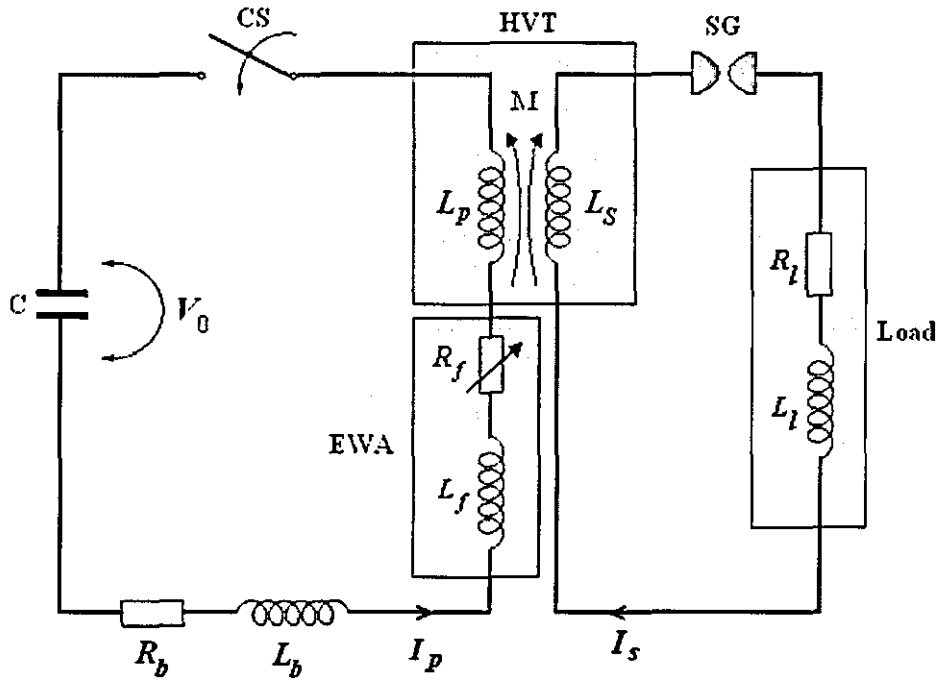 CS
HVT
SG
M
L_p
L_S
R_l
C
V_0
Load
R_f
L_l
EWA
L_f
R_b
L_b
I_p
I_s